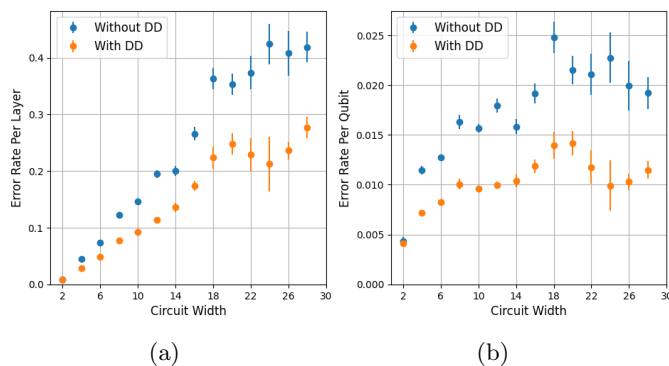 Without DD
With DD
Error Rate Per Layer
0.4
0.3
0.2
0.1
0.0
2 6 10 14 18 22 26 30
Circuit Width
(a)
Without DD
With DD
Error Rate Per Qubit
0.025
0.020
0.015
0.010
0.005
0.000
2 6 10 14 18 22 26 30
Circuit Width
(b)